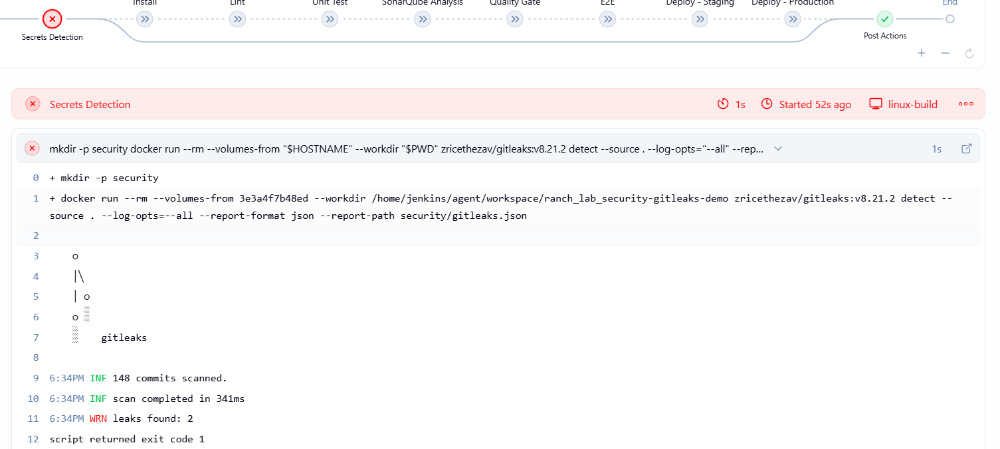 Install
Lint
Unit Test
SonarQube Analysis
Quality Gate
E2E
Deploy - Staging
Deploy - Production
End
Secrets Detection
Post Actions
Secrets Detection
1s
Started 52s ago
linux-build
mkdir -p security docker run --rm --volumes-from "$HOSTNAME" --workdir "$PWD" zricethezav/gitleaks:v8.21.2 detect --source . --log-opts="--all" --rep...
1s
0 + mkdir -p security
1 + docker run --rm --volumes-from 3e3a4f7b48ed --workdir /home/jenkins/agent/workspace/ranch_lab_security-gitleaks-demo zricethezav/gitleaks:v8.21.2 detect --
source . --log-opts=--all --report-format json --report-path security/gitleaks.json
2
3     o
4     |\
5     | o
6     o ░
7     ░    gitleaks
8
9 6:34PM INF 148 commits scanned.
10 6:34PM INF scan completed in 341ms
11 6:34PM WRN leaks found: 2
12 script returned exit code 1